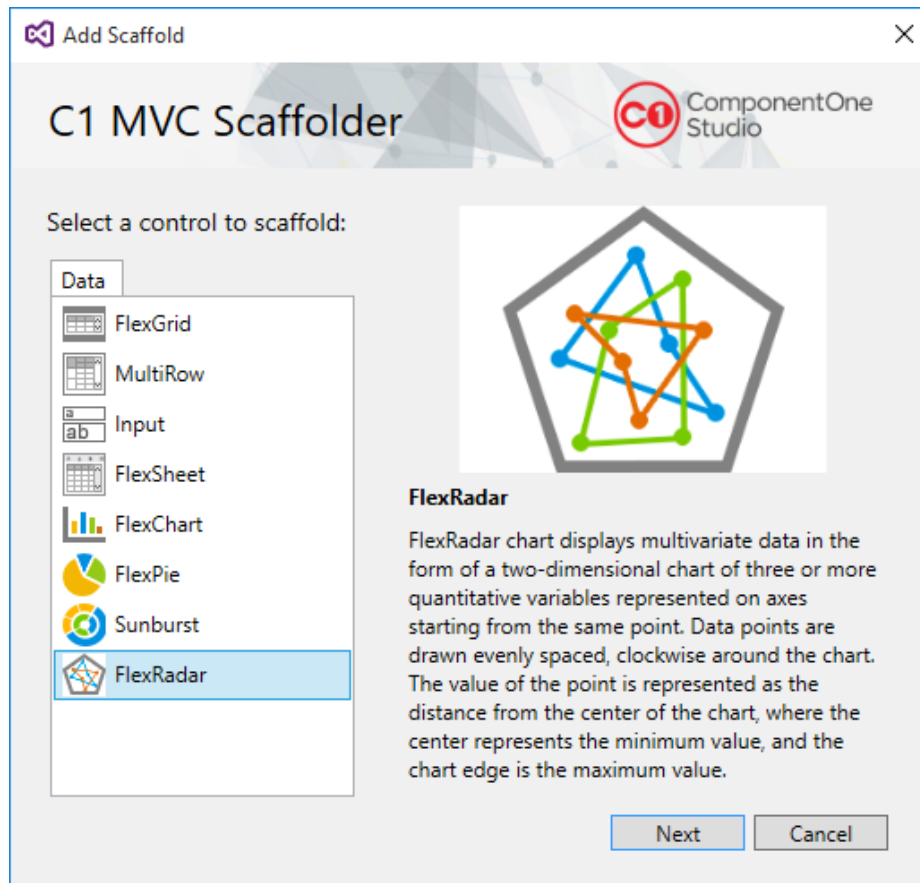 Add Scaffold
C1 MVC Scaffolder
C1 ComponentOne
Studio
Select a control to scaffold:
Data
FlexGrid
MultiRow
a
ab Input
FlexSheet
FlexChart
FlexPie
Sunburst
FlexRadar
FlexRadar
FlexRadar chart displays multivariate data in the
form of a two-dimensional chart of three or more
quantitative variables represented on axes
starting from the same point. Data points are
drawn evenly spaced, clockwise around the chart.
The value of the point is represented as the
distance from the center of the chart, where the
center represents the minimum value, and the
chart edge is the maximum value.
Next Cancel